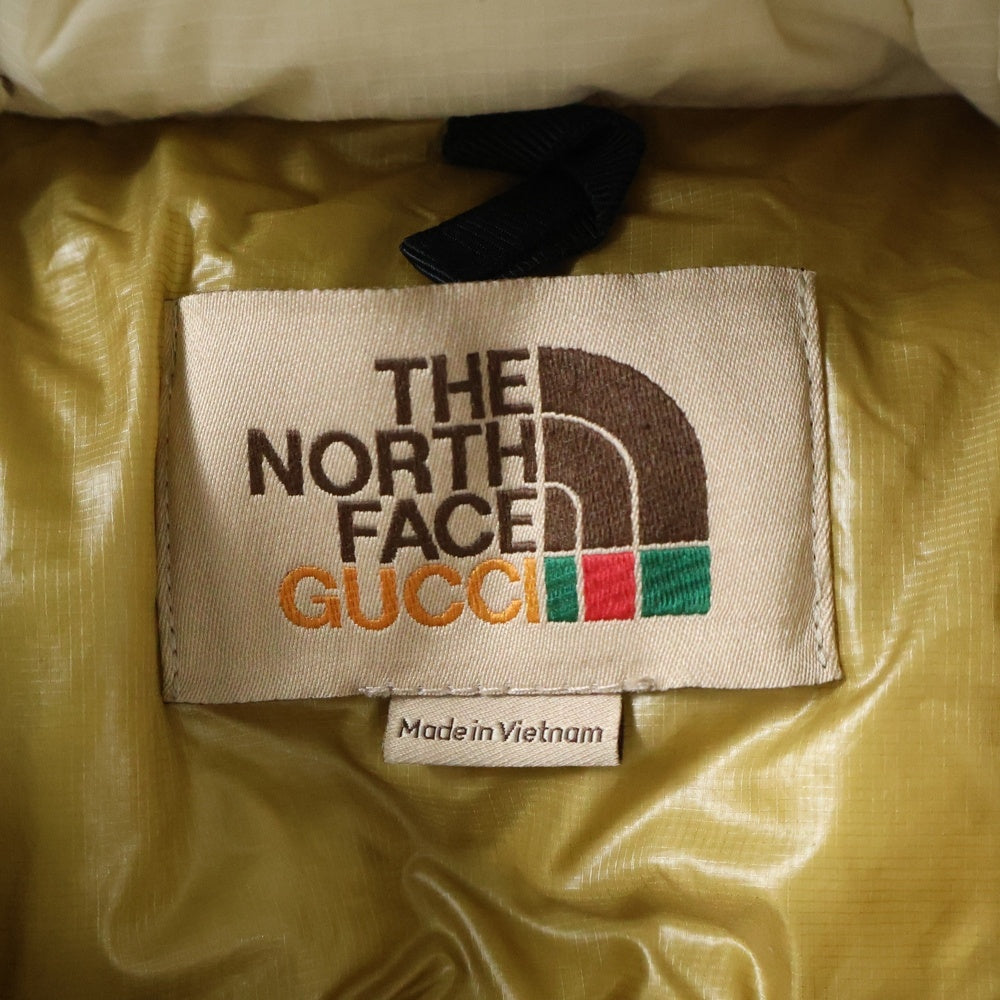 THE
NORTH
FACE
GUCCI
Made in Vietnam